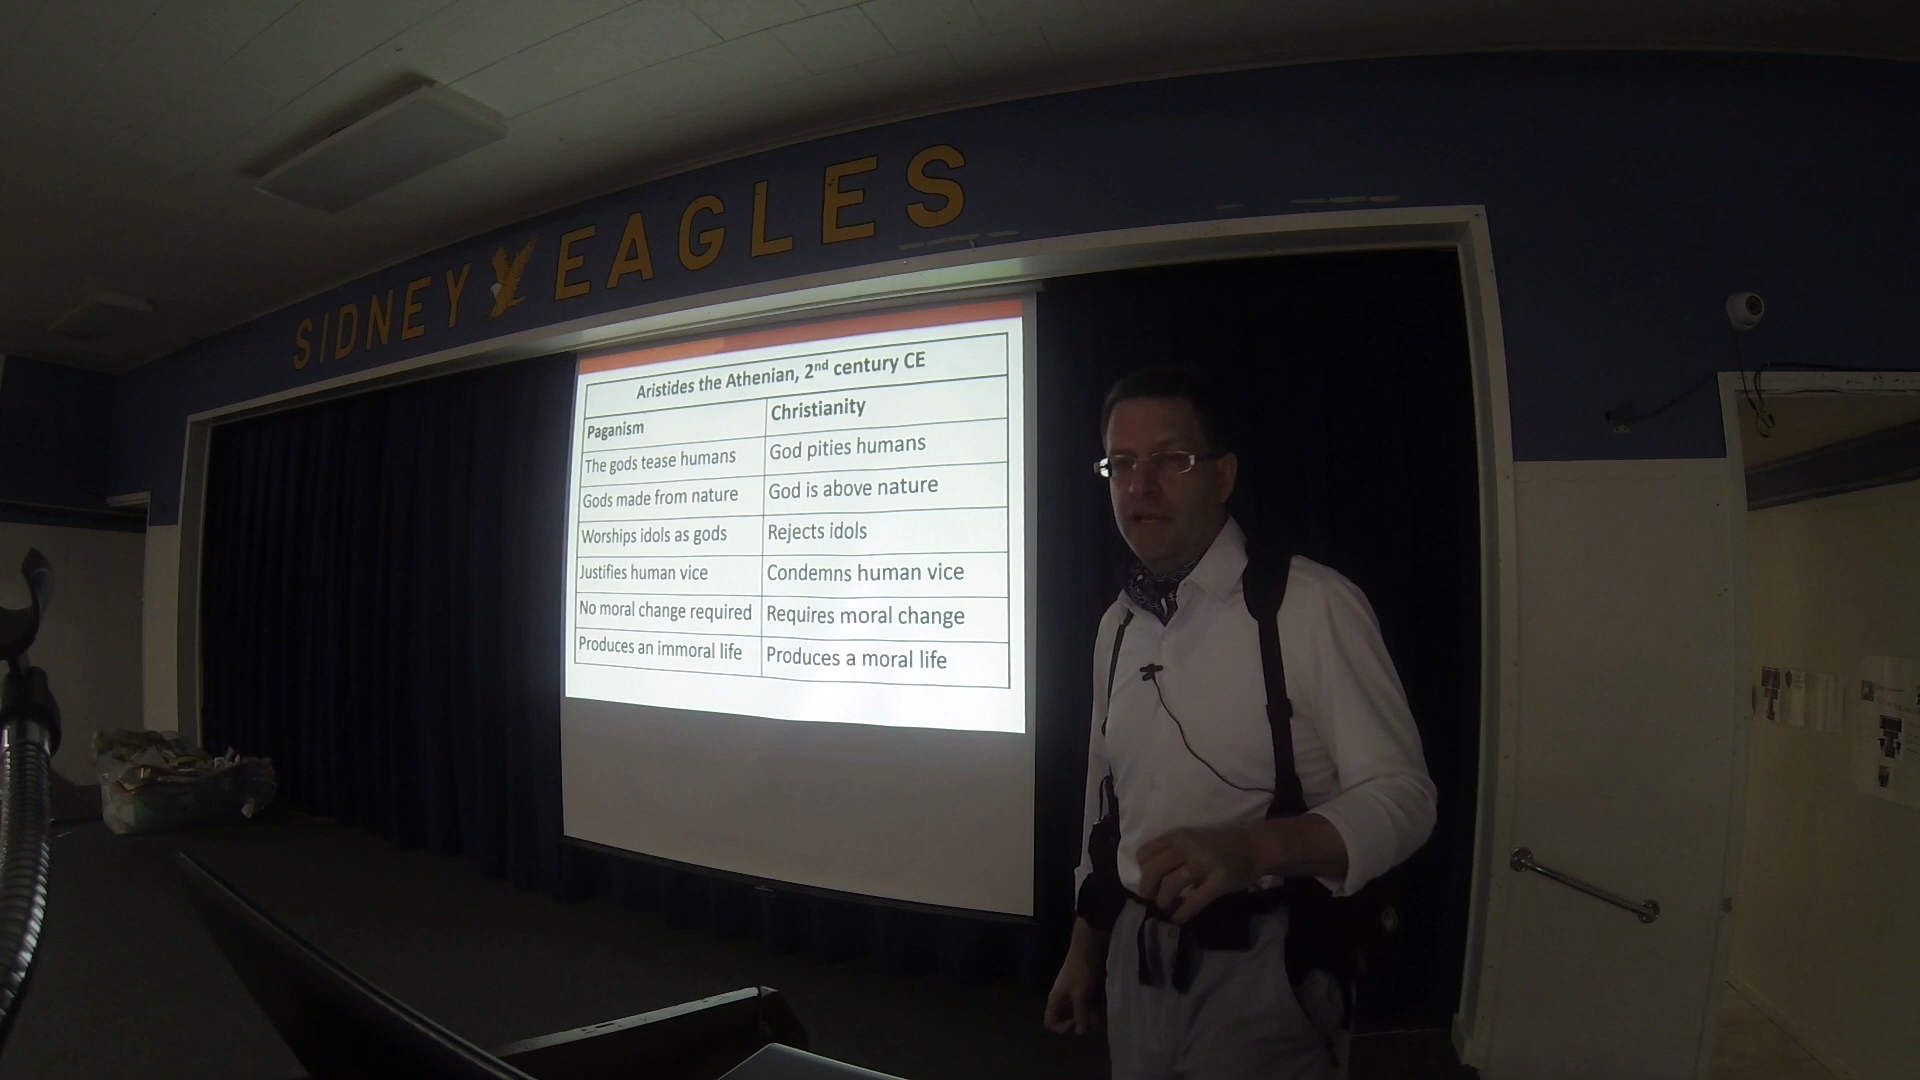 SIDNEY EAGLES
Aristides the Athenian, 2nd century CE
Paganism
Christianity
The gods tease humans
God pities humans
Gods made from nature
God is above nature
Worships idols as gods
Rejects idols
Justifies human vice
Condemns human vice
No moral change required
Requires moral change
Produces an immoral life
Produces a moral life